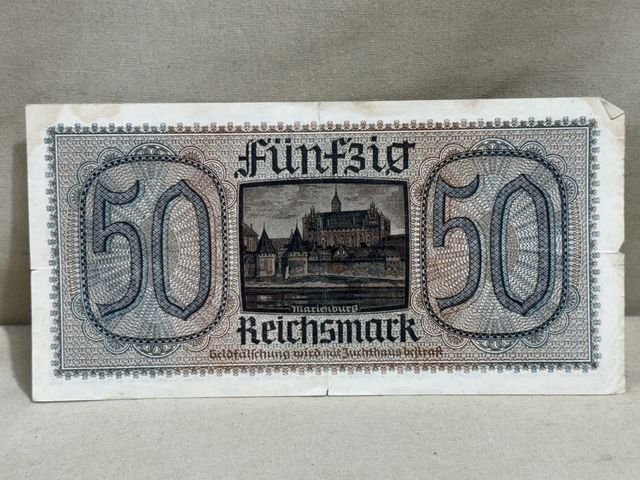 Fünfzig
50
50
Marienburg
Reichsmark
Geldfälschung wird mit Zuchthaus bestraft